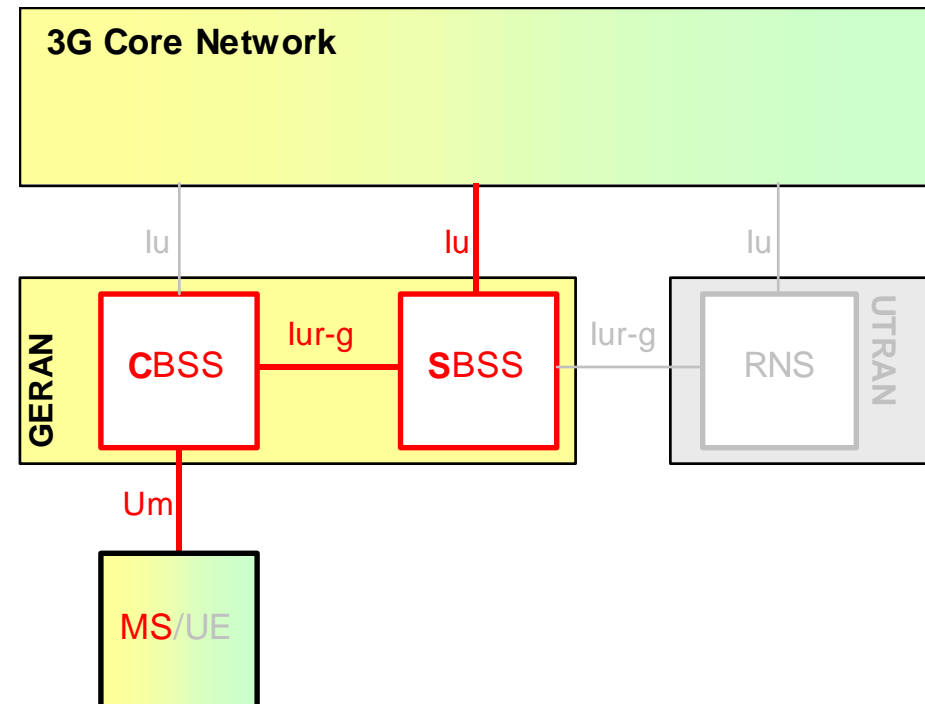 3G Core Network
Iu
Iu
Iu
GERAN
CBSS
Iur-g
SBSS
Iur-g
RNS
UTRAN
Um
MS/UE